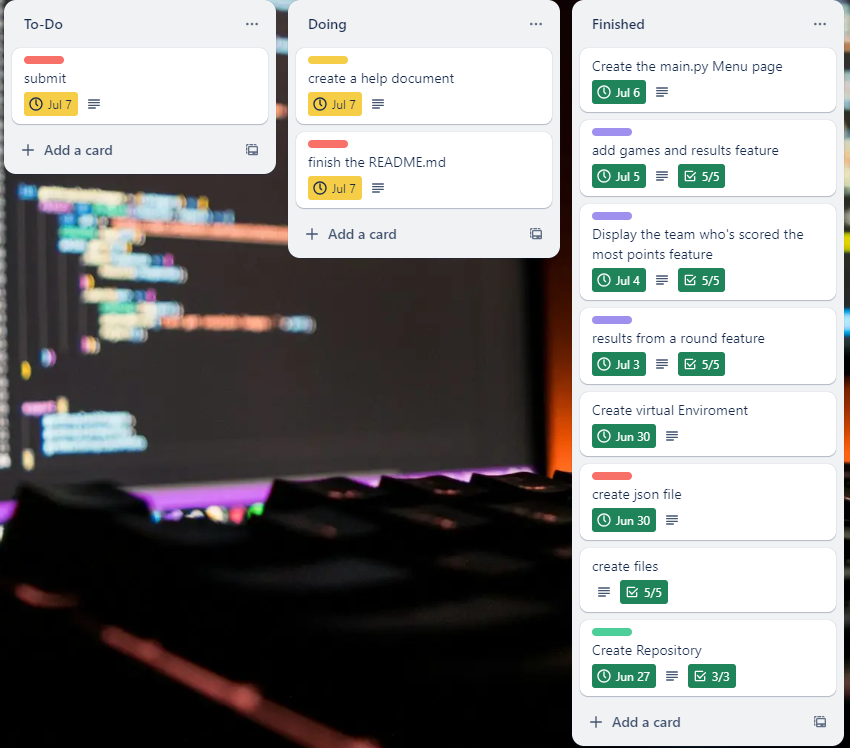 To-Do
submit
Jul 7
Add a card
Doing
create a help document
Jul 7
finish the README.md
Jul 7
Add a card
Finished
Create the main.py Menu page
Jul 6
add games and results feature
Jul 5 5/5
Display the team who's scored the
most points feature
Jul 4 5/5
results from a round feature
Jul 3 5/5
Create virtual Enviroment
Jun 30
create json file
Jun 30
create files
5/5
Create Repository
Jun 27 3/3
Add a card